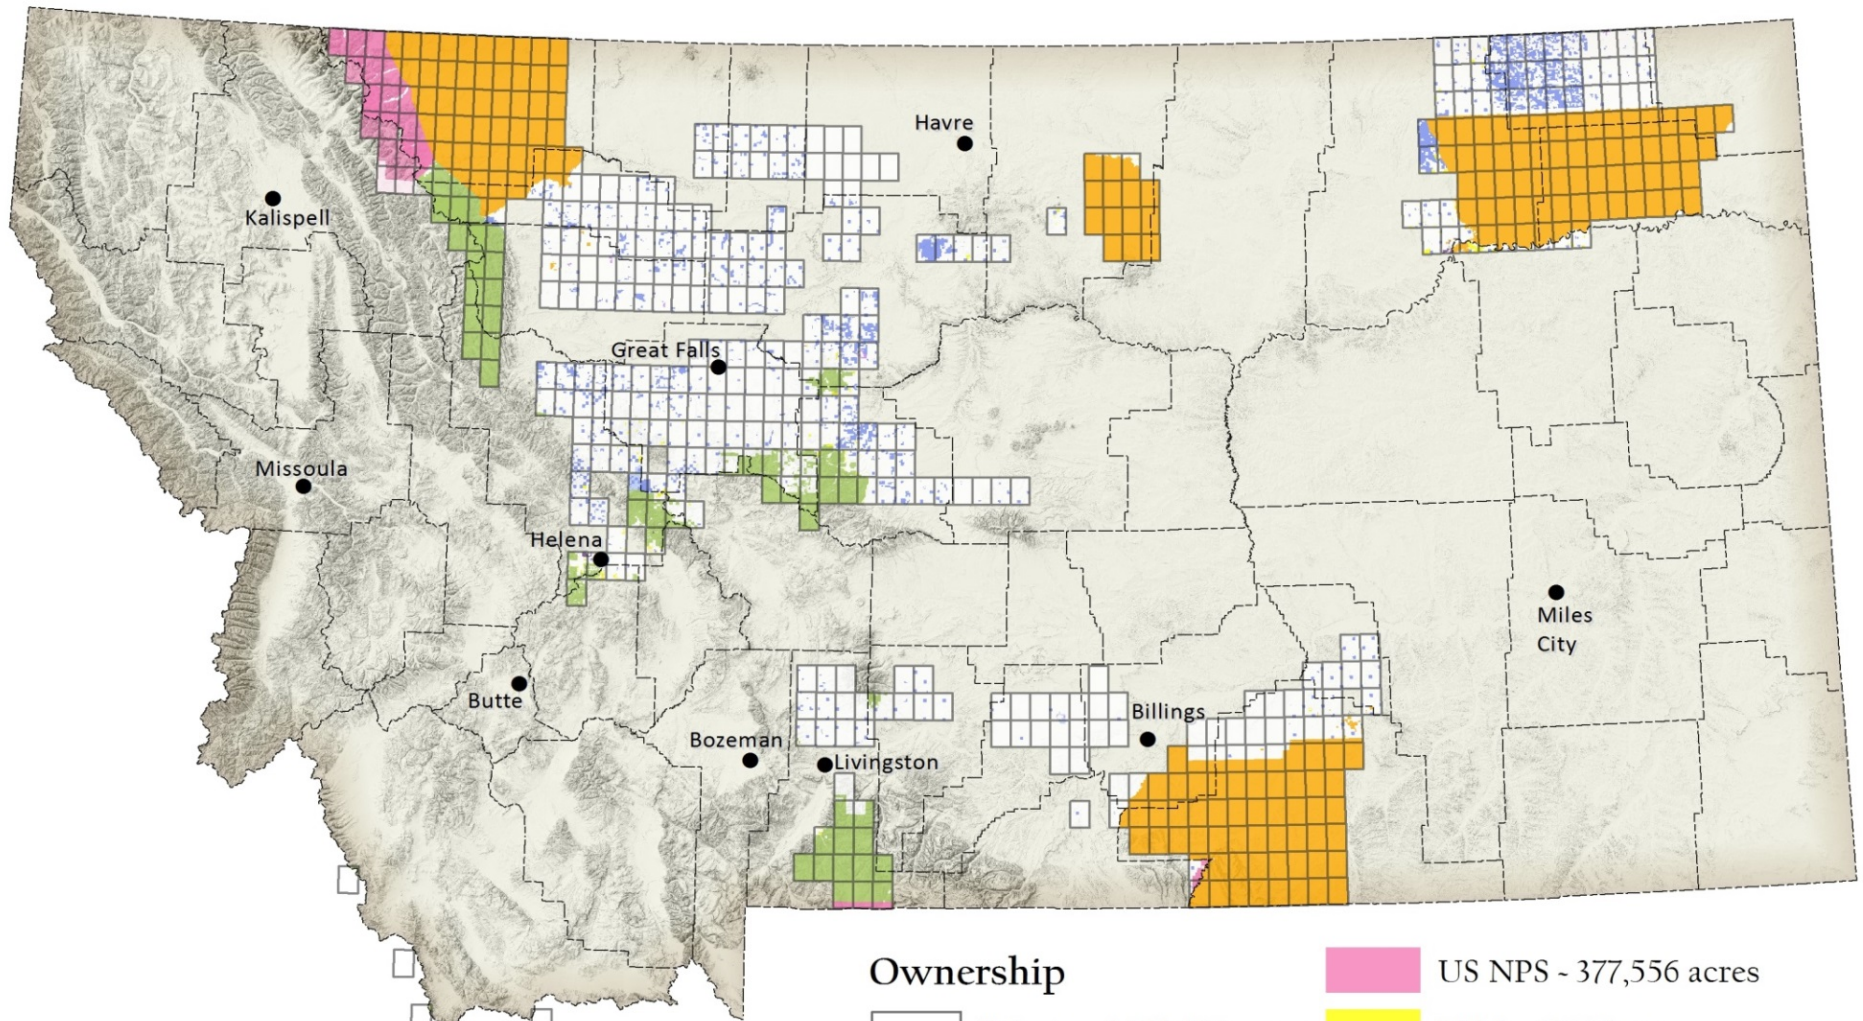 Havre
Kalispell
Great Falls
Missoula
Helena
Miles
City
Butte
Billings
Bozeman
Livingston
Ownership
US NPS ~ 377,556 acres